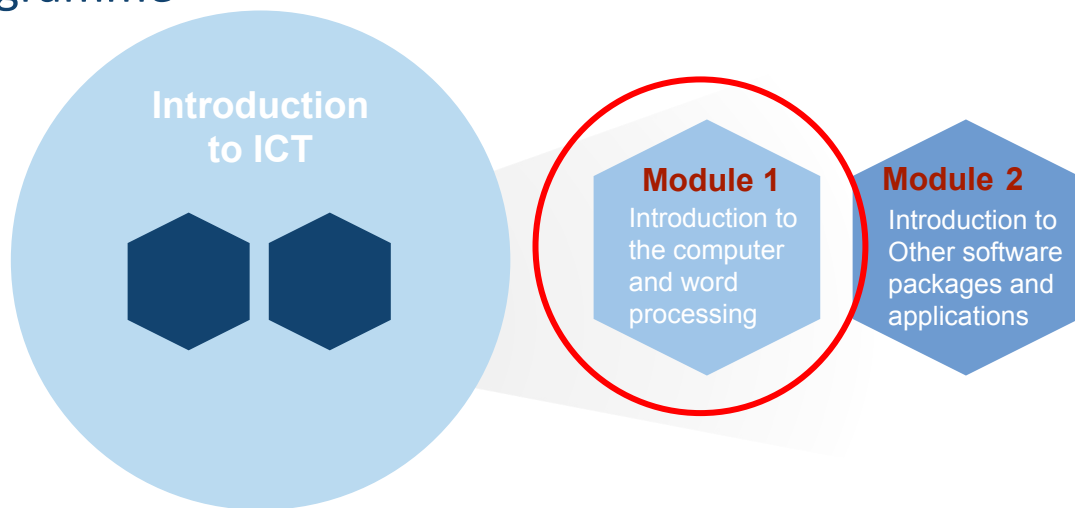 Introduction
to ICT
Module 1
Introduction to
the computer
and word
processing
Module 2
Introduction to
Other software
packages and
applications